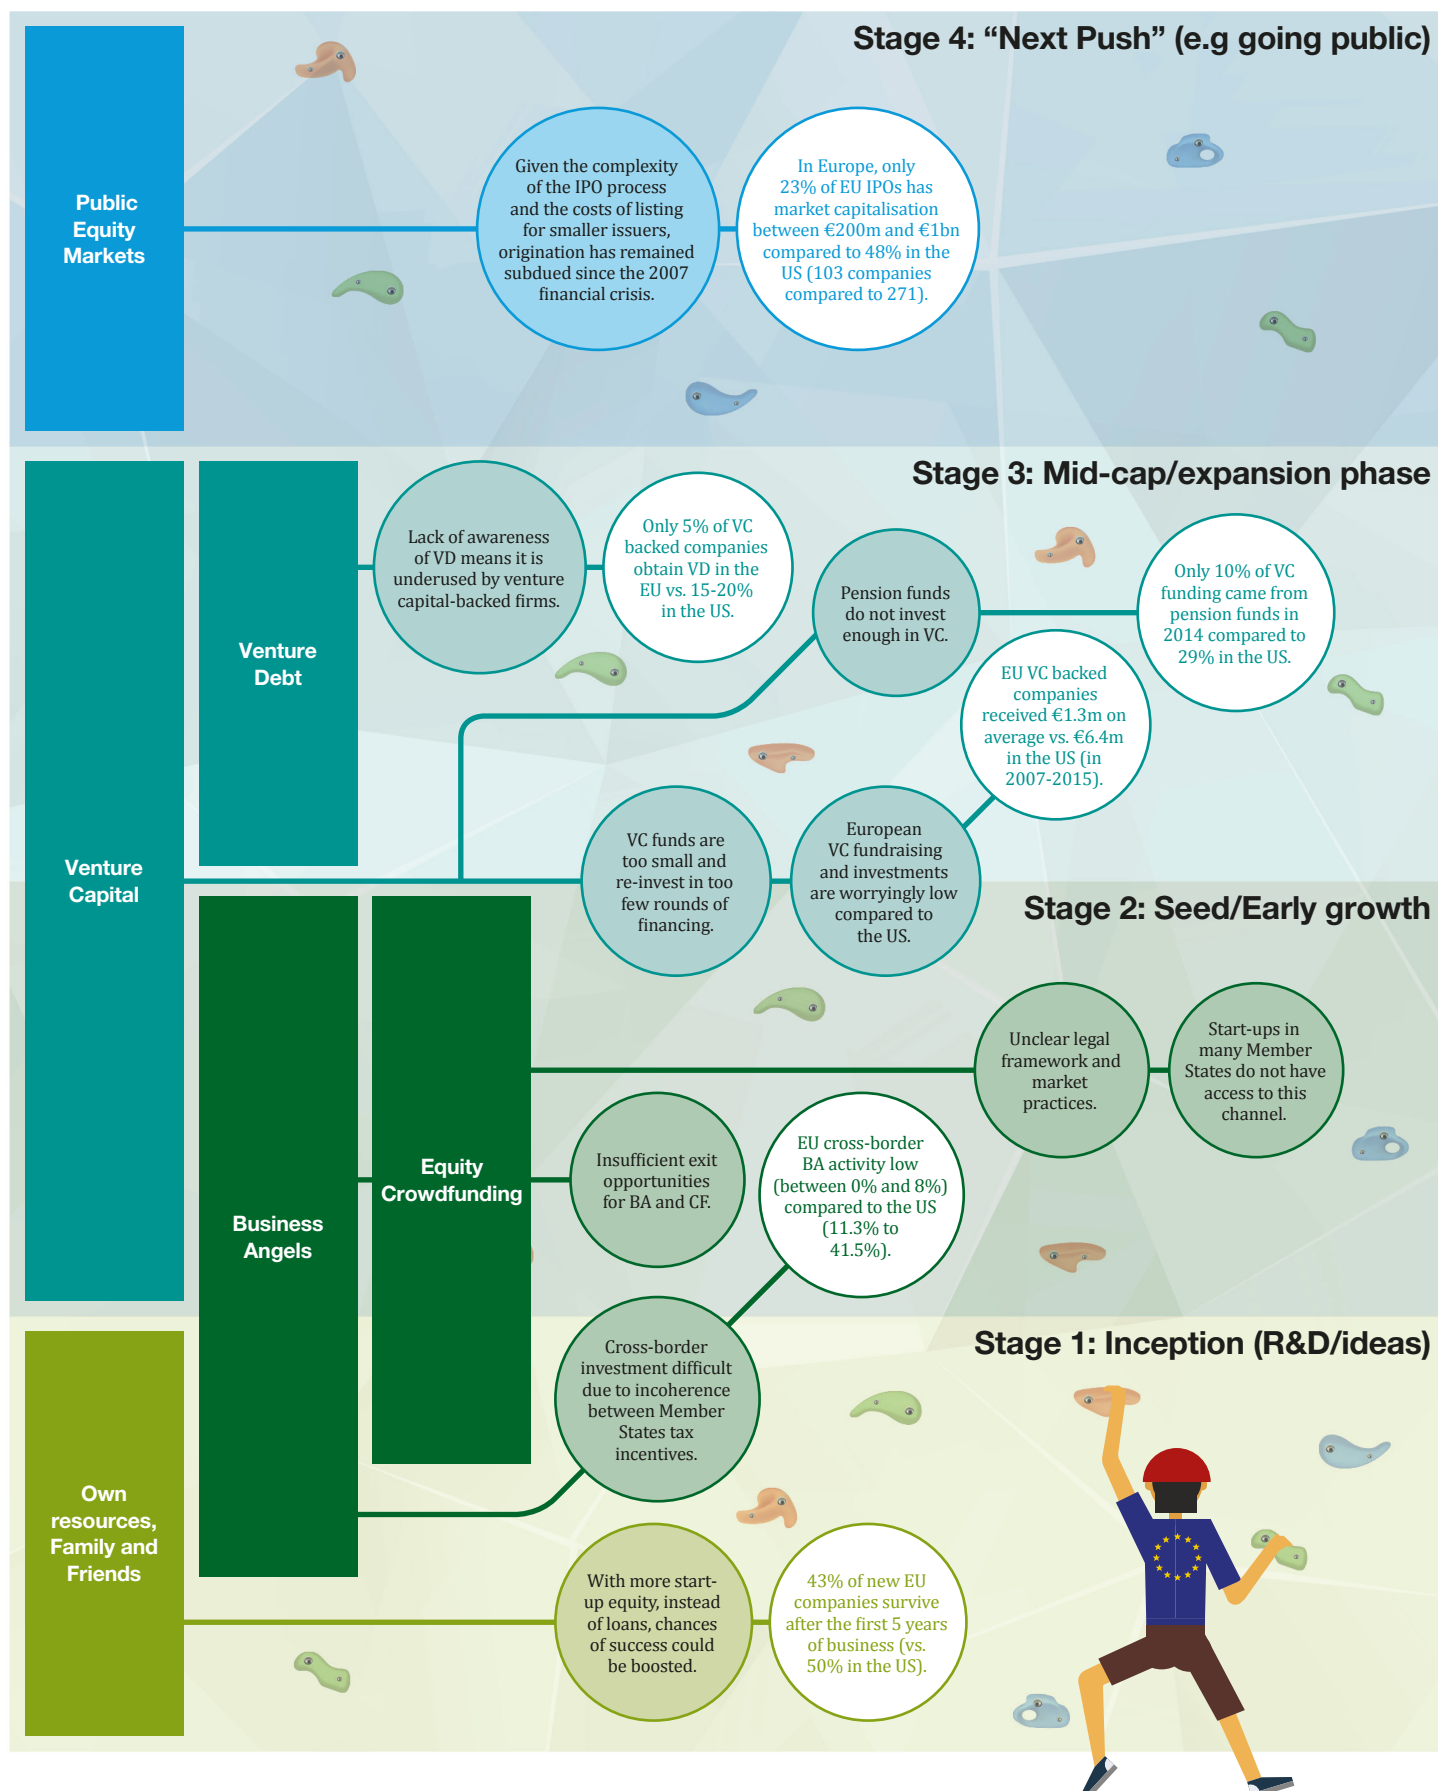 Stage 4: “Next Push” (e.g going public)
Public
Equity
Markets
Given the complexity
of the IPO process
and the costs of listing
for smaller issuers,
origination has remained
subdued since the 2007
financial crisis.
In Europe, only
23% of EU IPOs has
market capitalisation
between €200m and €1bn
compared to 48% in the
US (103 companies
compared to 271).
Stage 3: Mid-cap/expansion phase
Venture
Capital
Venture
Debt
Lack of awareness
of VD means it is
underused by venture
capital-backed firms.
Only 5% of VC
backed companies
obtain VD in the
EU vs. 15-20%
in the US.
Pension funds
do not invest
enough in VC.
Only 10% of VC
funding came from
pension funds in
2014 compared to
29% in the US.
EU VC backed
companies
received €1.3m on
average vs. €6.4m
in the US (in
2007-2015).
VC funds are
too small and
re-invest in too
few rounds of
financing.
European
VC fundraising
and investments
are worryingly low
compared to
the US.
Stage 2: Seed/Early growth
Business
Angels
Equity
Crowdfunding
Unclear legal
framework and
market
practices.
Start-ups in
many Member
States do not have
access to this
channel.
Insufficient exit
opportunities
for BA and CF.
EU cross-border
BA activity low
(between 0% and 8%)
compared to the US
(11.3% to
41.5%).
Cross-border
investment difficult
due to incoherence
between Member
States tax
incentives.
Stage 1: Inception (R&D/ideas)
Own
resources,
Family and
Friends
With more start-
up equity, instead
of loans, chances
of success could
be boosted.
43% of new EU
companies survive
after the first 5 years
of business (vs.
50% in the US).